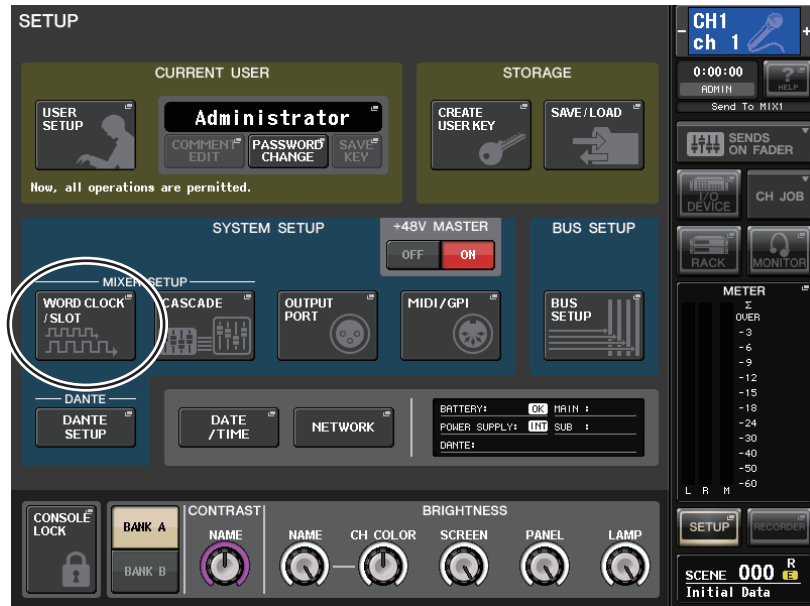 SETUP
CURRENT USER
USER
SETUP
Administrator
COMMENT
EDIT
PASSWORD
CHANGE
SAVE
KEY
Now, all operations are permitted.
STORAGE
CREATE
USER KEY
SAVE/LOAD
SYSTEM SETUP
+48V MASTER
OFF
ON
MIXER SETUP
WORD CLOCK
/SLOT
CASCADE
OUTPUT
PORT
MIDI/GPI
BUS SETUP
BUS
SETUP
DANTE
DANTE
SETUP
DATE
/TIME
NETWORK
BATTERY: OK MAIN :
POWER SUPPLY: INT SUB :
DANTE:
CONSOLE
LOCK
BANK A
BANK B
CONTRAST
NAME
BRIGHTNESS
NAME
CH COLOR
SCREEN
PANEL
LAMP
- CH1 +
ch 1
0:00:00
ADMIN
?
HELP
Send To MIX1
SENDS
ON FADER
I/O
DEVICE
CH JOB
RACK
MONITOR
METER
Σ
OVER
-3
-6
-9
-12
-15
-18
-24
-30
-40
-50
-60
L R M
SETUP
RECORDER
SCENE 000 R
E
Initial Data